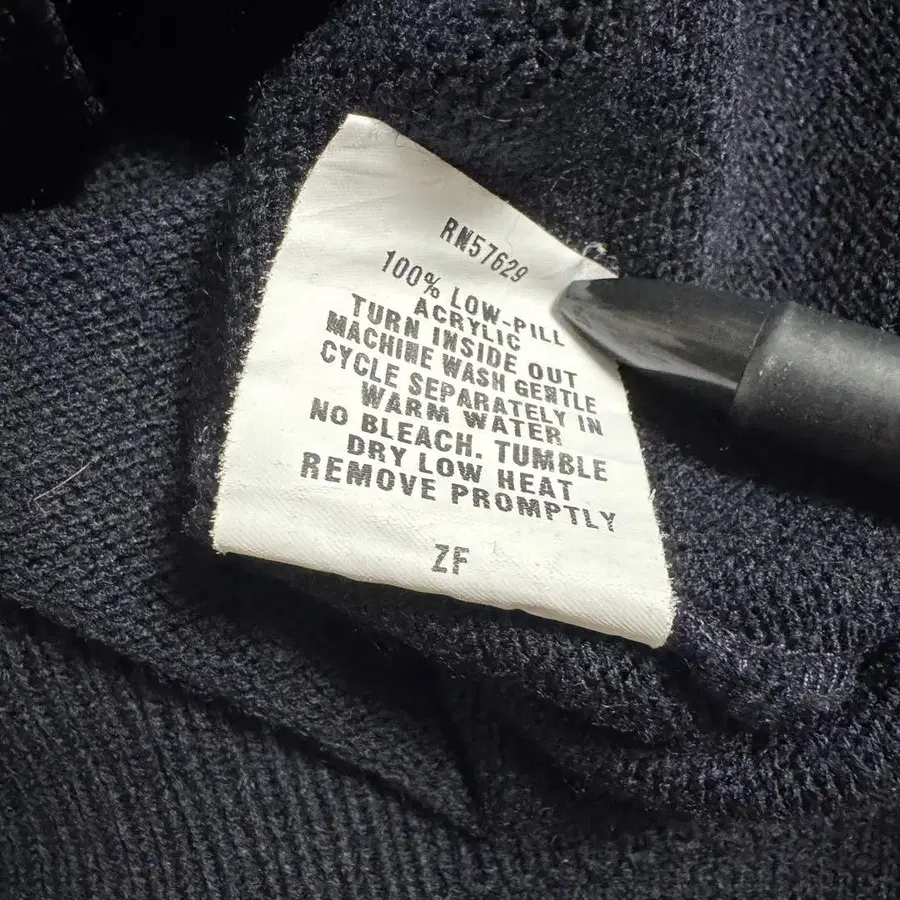 RN57629
100% LOW-PILL
ACRYLIC
TURN INSIDE OUT
MACHINE WASH GENTLE
CYCLE SEPARATELY IN
WARM WATER
NO BLEACH. TUMBLE
DRY LOW HEAT
REMOVE PROMPTLY
ZF